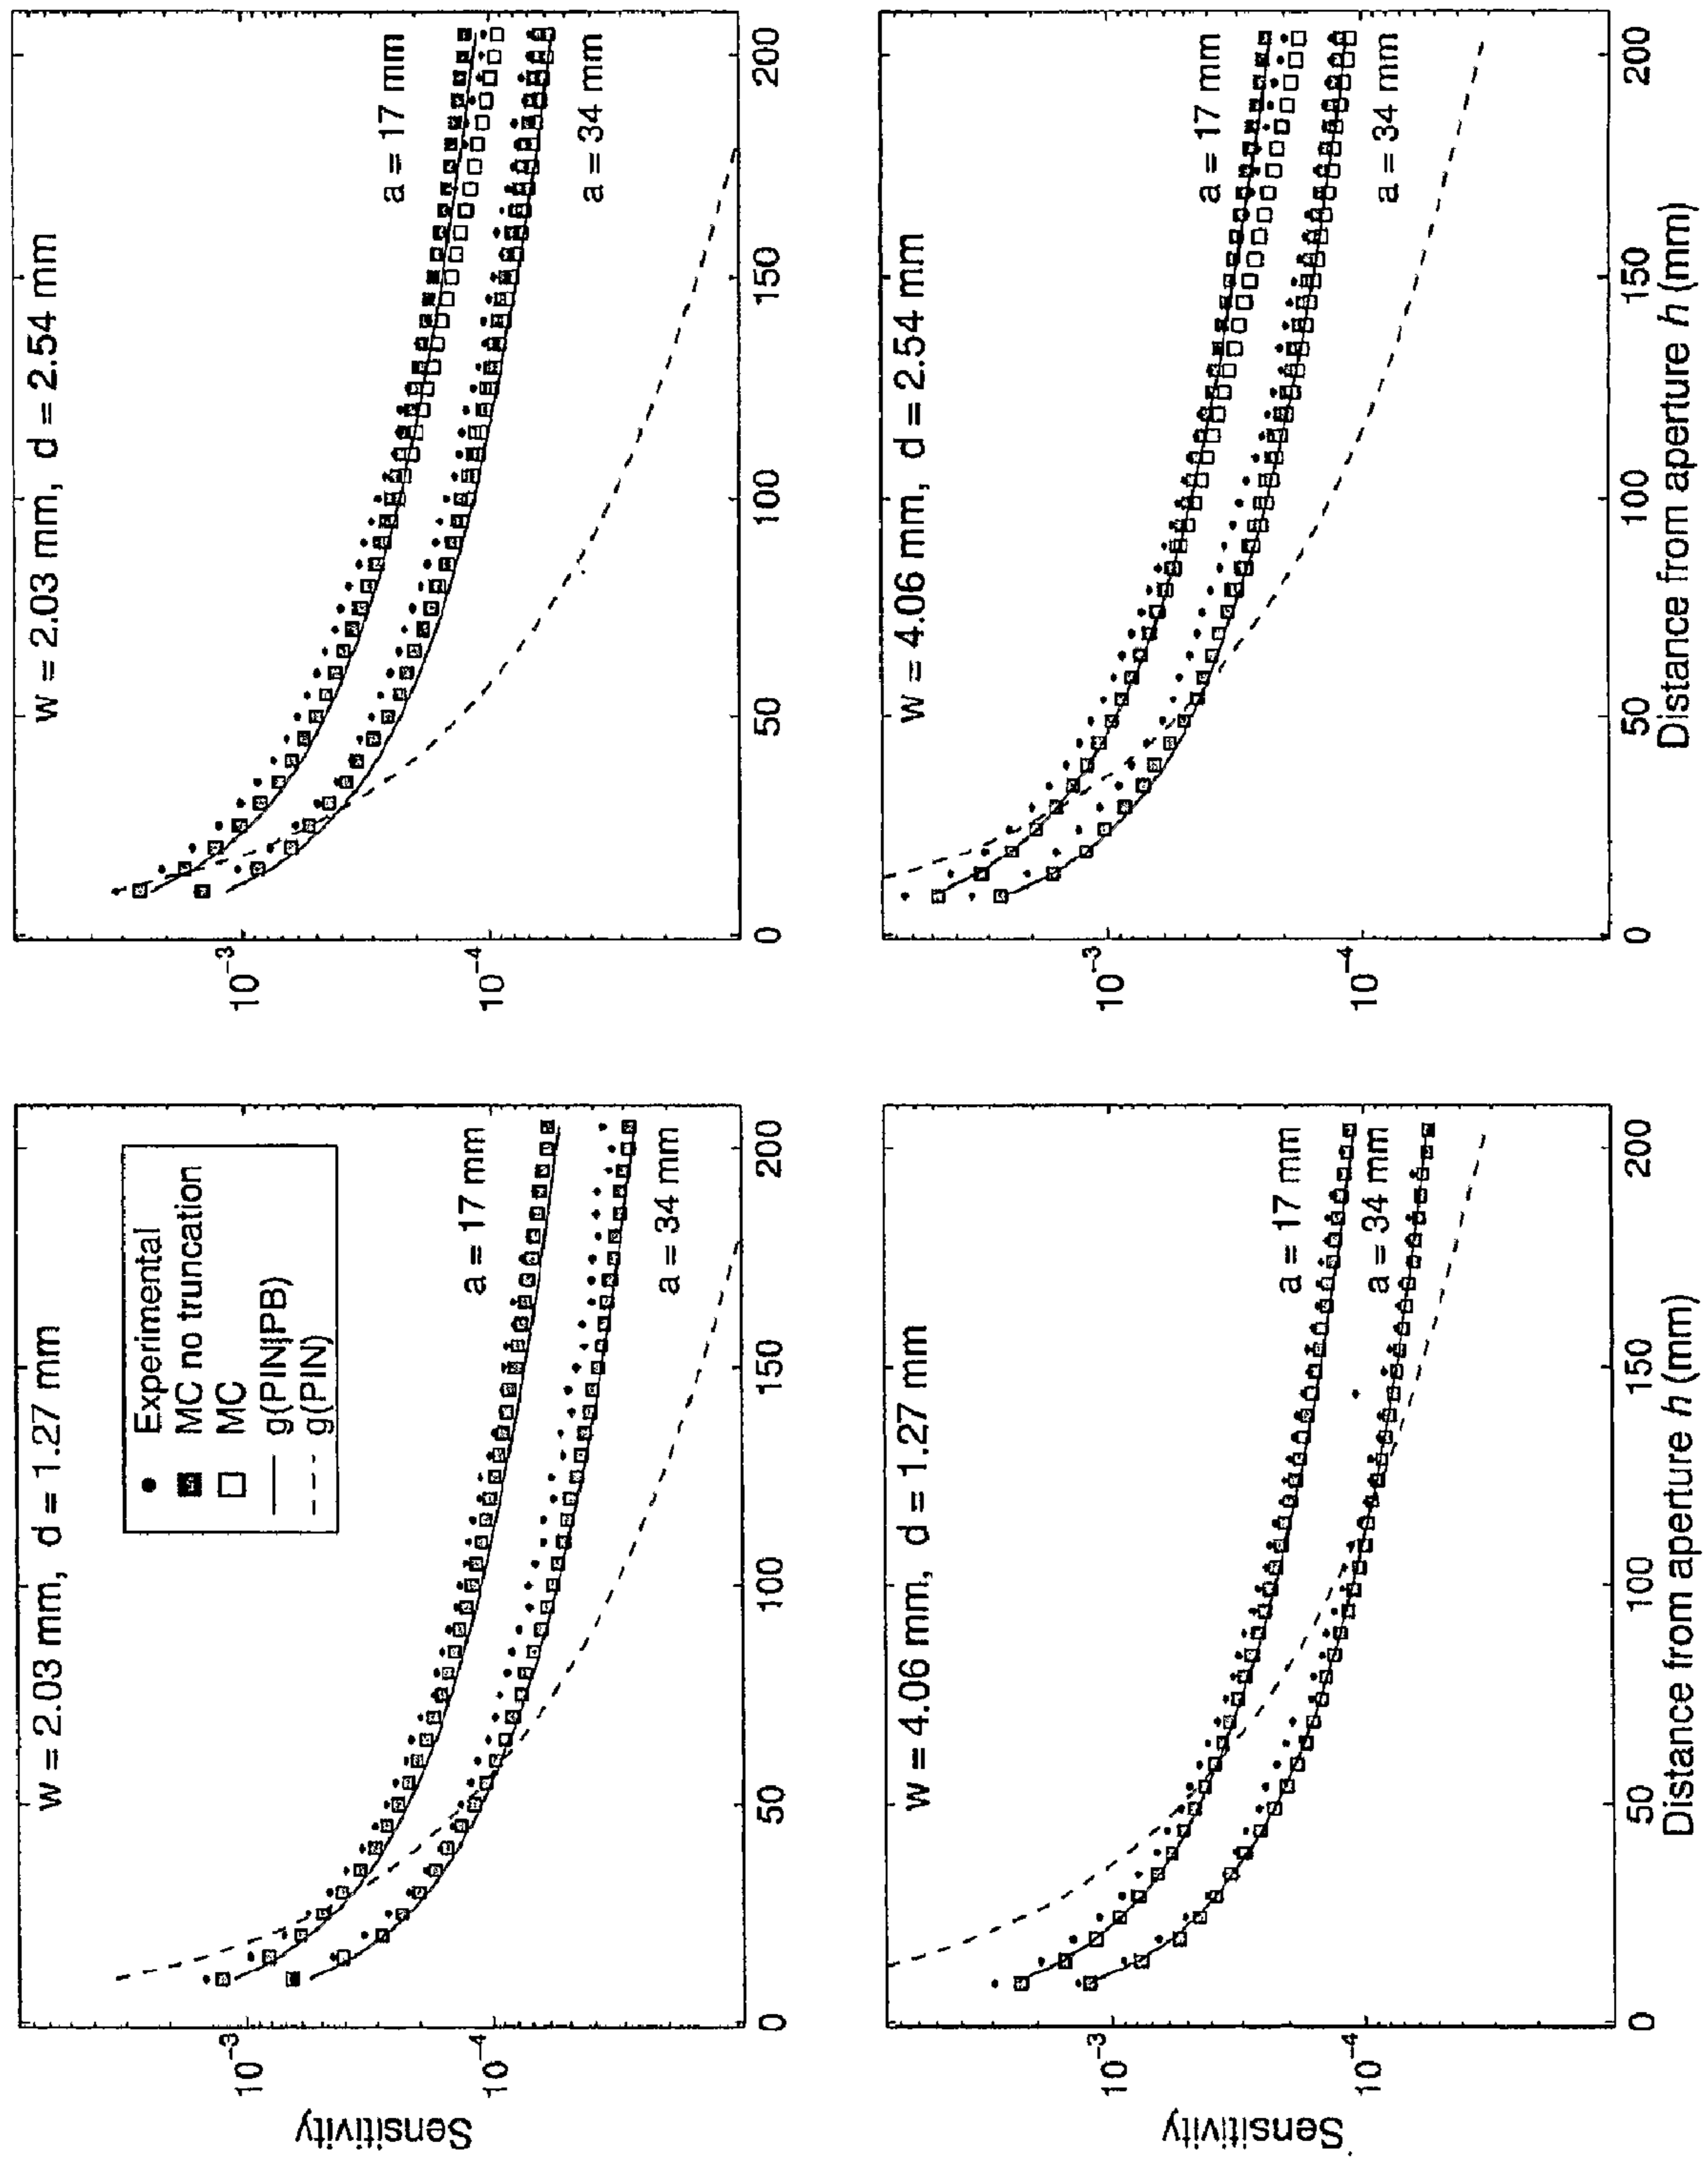 w = 2.03 mm, d = 1.27 mm
Experimental
MC no truncation
MC
g(PIN|PB)
g(PIN)
a = 17 mm
a = 34 mm
Sensitivity
10⁻³
10⁻⁴
0 50 100 150 200
w = 2.03 mm, d = 2.54 mm
a = 17 mm
a = 34 mm
10⁻³
10⁻⁴
0 50 100 150 200
w = 4.06 mm, d = 1.27 mm
a = 17 mm
a = 34 mm
Sensitivity
10⁻³
10⁻⁴
0 50 100 150 200
Distance from aperture h (mm)
w = 4.06 mm, d = 2.54 mm
a = 17 mm
a = 34 mm
10⁻³
10⁻⁴
0 50 100 150 200
Distance from aperture h (mm)